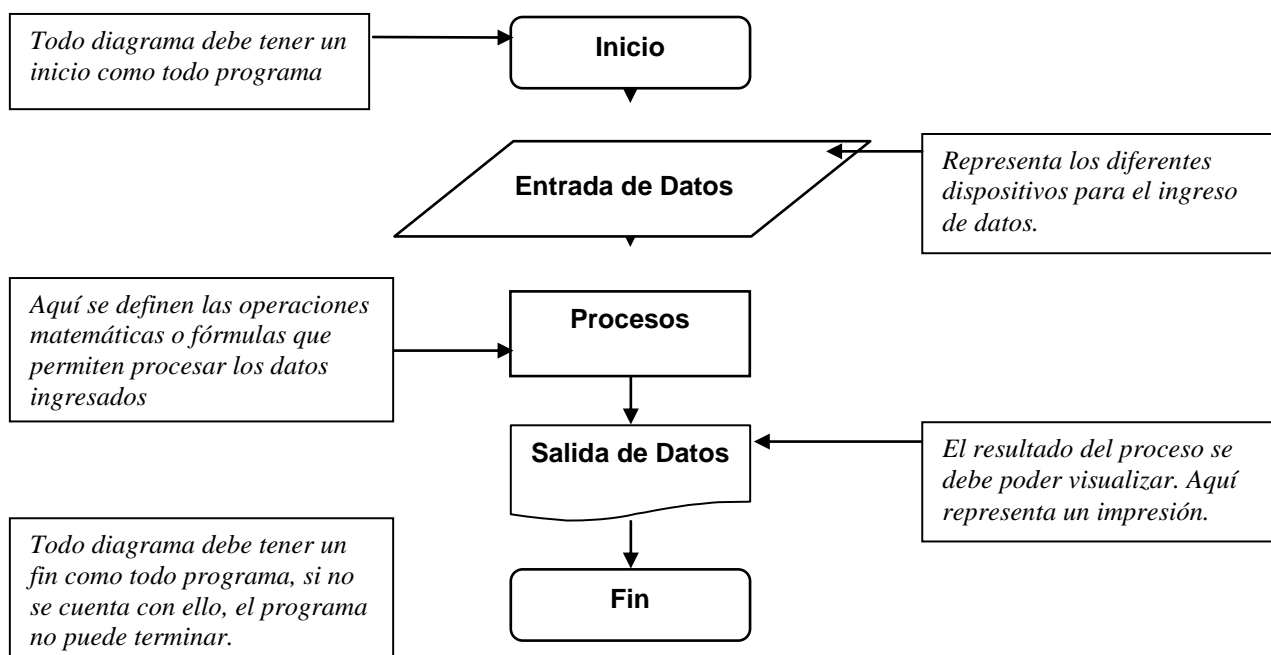 Todo diagrama debe tener un
inicio como todo programa
Inicio
Entrada de Datos
Representa los diferentes
dispositivos para el ingreso
de datos.
Aquí se definen las operaciones
matemáticas o fórmulas que
permiten procesar los datos
ingresados
Procesos
Salida de Datos
El resultado del proceso se
debe poder visualizar. Aquí
representa un impresión.
Todo diagrama debe tener un
fin como todo programa, si no
se cuenta con ello, el programa
no puede terminar.
Fin